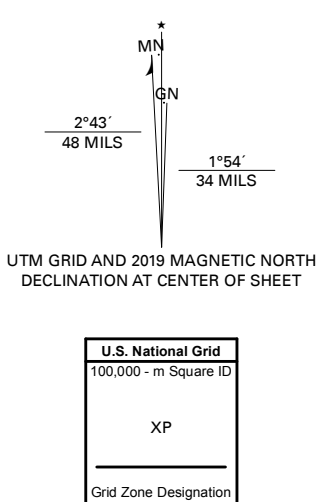 ★
MN
GN
2°43´
48 MILS
1°54´
34 MILS
UTM GRID AND 2019 MAGNETIC NORTH
DECLINATION AT CENTER OF SHEET
U.S. National Grid
100,000 - m Square ID
XP
Grid Zone Designation